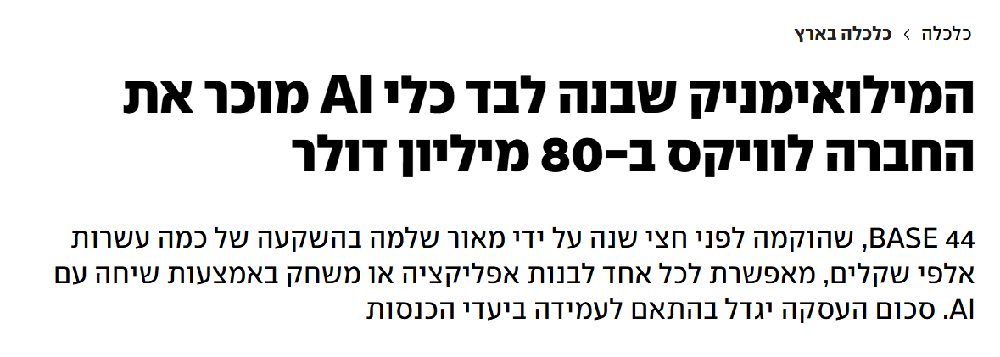 כלכלה > כלכלה בארץ
המילואימניק שבנה לבד כלי AI מוכר את
החברה לוויקס ב-80 מיליון דולר
BASE 44, שהוקמה לפני חצי שנה על ידי מאור שלמה בהשקעה של כמה עשרות
אלפי שקלים, מאפשרת לכל אחד לבנות אפליקציה או משחק באמצעות שיחה עם
AI. סכום העסקה יגדל בהתאם לעמידה ביעדי הכנסות